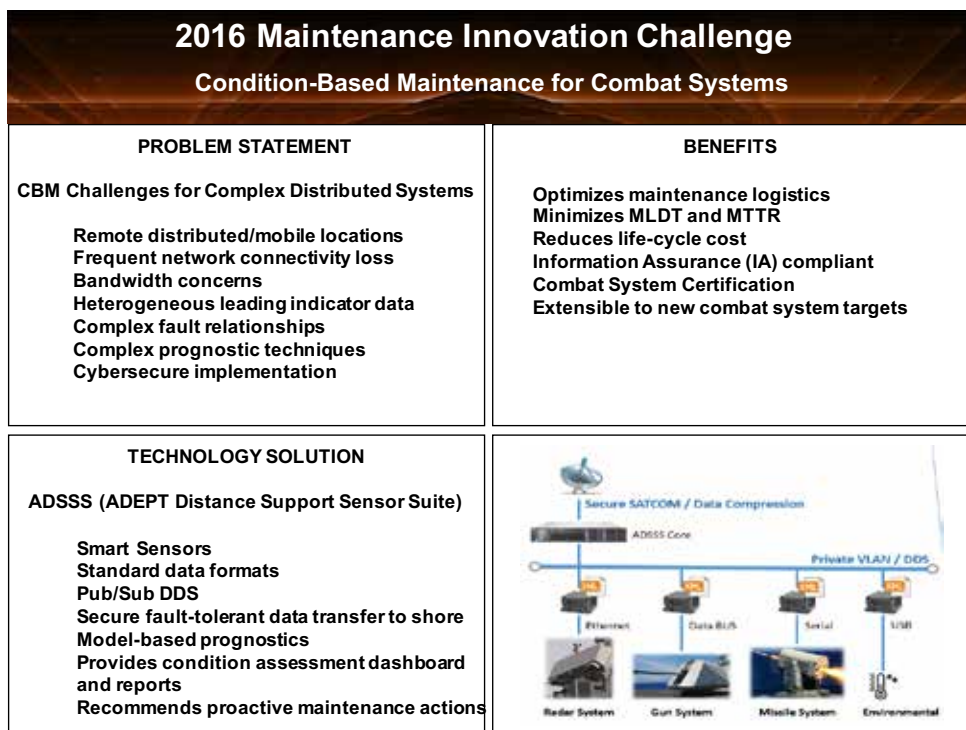 2016 Maintenance Innovation Challenge
Condition-Based Maintenance for Combat Systems
PROBLEM STATEMENT
CBM Challenges for Complex Distributed Systems
Remote distributed/mobile locations
Frequent network connectivity loss
Bandwidth concerns
Heterogeneous leading indicator data
Complex fault relationships
Complex prognostic techniques
Cybersecure implementation
BENEFITS
Optimizes maintenance logistics
Minimizes MLDT and MTTR
Reduces life-cycle cost
Information Assurance (IA) compliant
Combat System Certification
Extensible to new combat system targets
TECHNOLOGY SOLUTION
ADSSS (ADEPT Distance Support Sensor Suite)
Smart Sensors
Standard data formats
Pub/Sub DDS
Secure fault-tolerant data transfer to shore
Model-based prognostics
Provides condition assessment dashboard
and reports
Recommends proactive maintenance actions
Secure SATCOM / Data Compression
ADSSS Core
Private VLAN / DDS
XML XML XML XML
Ethernet Data BUS Serial USB
Radar System Gun System Missile System Environmental